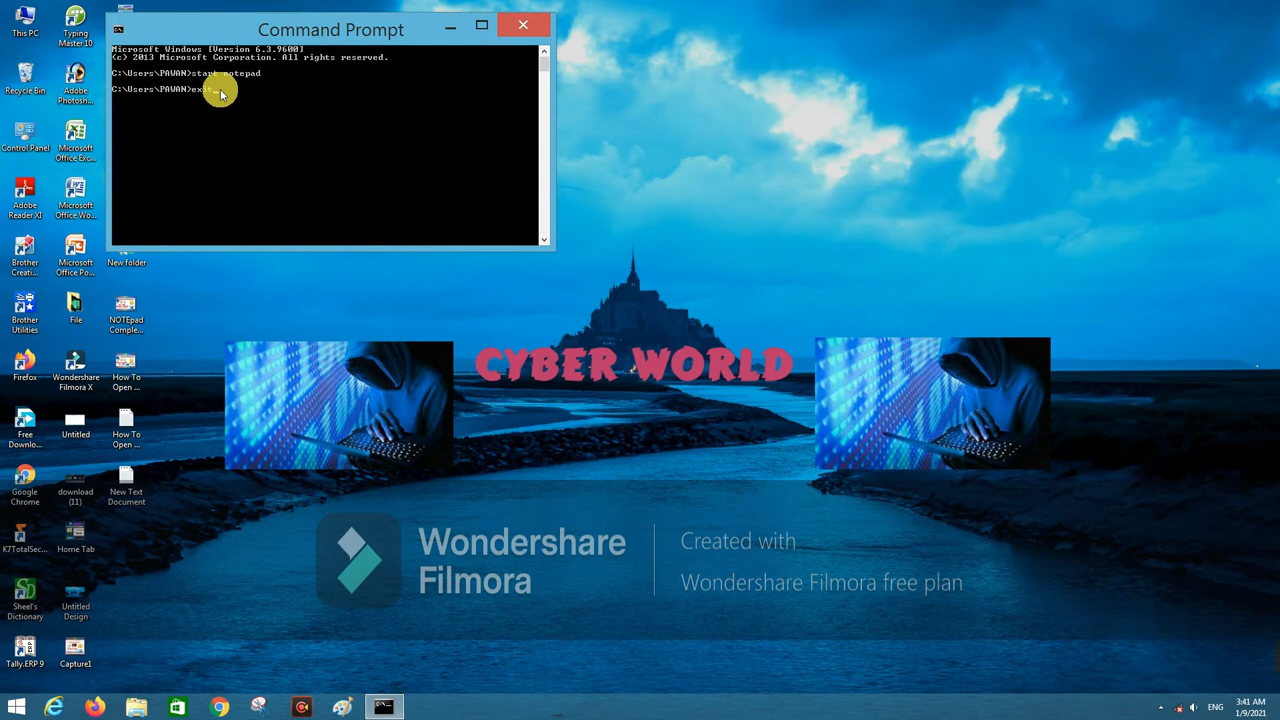 Command Prompt
Microsoft Windows [Version 6.3.9600]
(c) 2013 Microsoft Corporation. All rights reserved.
C:\Users\PAWAN>start notepad
C:\Users\PAWAN>exit_
This PC
Typing
Master 10
Recycle Bin
Adobe
Photosh...
Control Panel
Microsoft
Office Exc...
Adobe
Reader XI
Microsoft
Office Wo...
Brother
Creati...
Microsoft
Office Po...
New folder
Brother
Utilities
File
NOTEpad
Comple...
Firefox
Wondershare
Filmora X
How To
Open ...
Free
Downlo...
Untitled
How To
Open ...
Google
Chrome
download
(11)
New Text
Document
K7TotalSec...
Home Tab
Sheel's
Dictionary
Untitled
Design
Tally.ERP 9
Capture1
CYBER WORLD
Wondershare
Filmora
Created with
Wondershare Filmora free plan
ENG
3:41 AM
1/9/2021